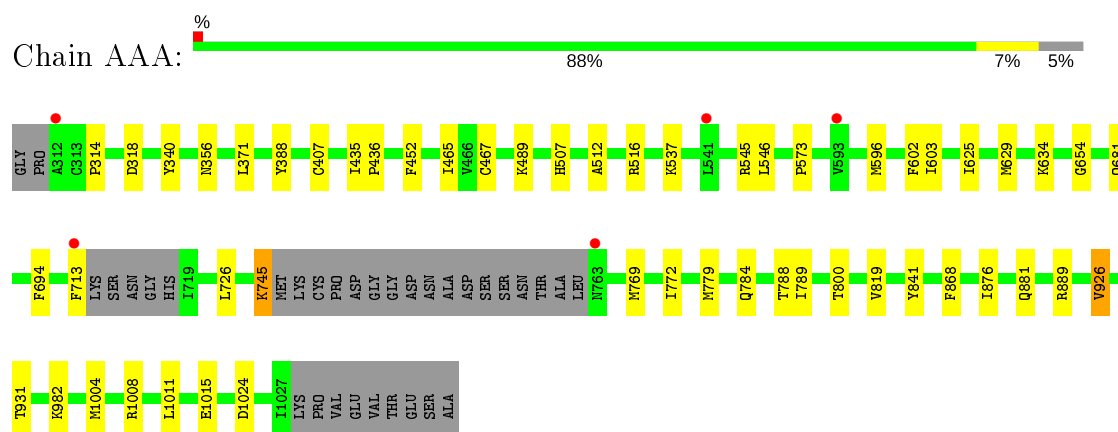 %
Chain AAA:
88% 7% 5%
GLY PRO A312 C313 P314 D318 Y340 N356 L371 Y388 C407 I435 P436 F452 I465 V466 C467 K489 H507 A512 R516 K537 L541 R545 L546 P573 V593 M596 F602 I603 I625 M629 K634 G654 Q681
F694 F713 LYS SER ASN GLY HIS I719 L726 K745 MET LYS CYS PRO ASP GLY GLY ASP ASN ALA ASP SER SER ASN THR ALA LEU N763 M769 I772 M779 Q784 T788 I789 T800 V819 Y841 F868 I876 Q881 R889 V926
T931 K982 M1004 R1008 L1011 E1015 D1024 I1027 LYS PRO VAL GLU VAL THR GLU SER ALA